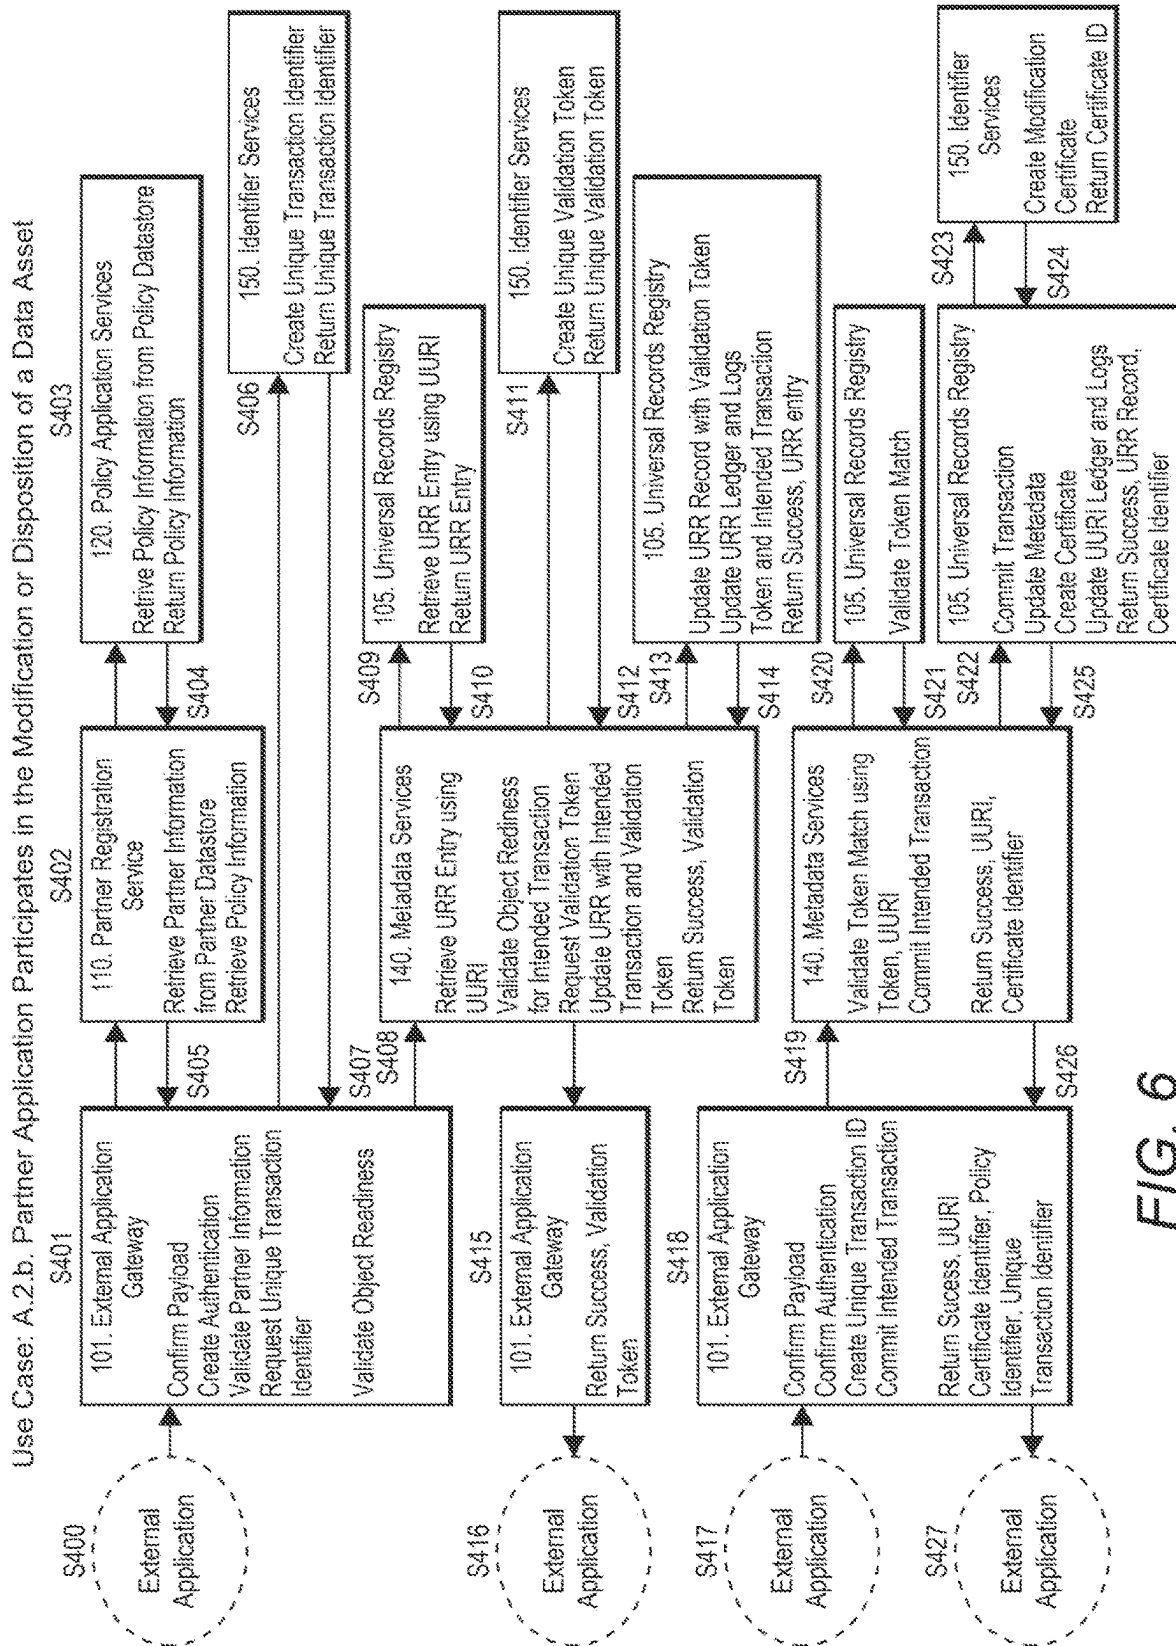 Use Case: A.2.b. Partner Application Participates in the Modification or Disposition of a Data Asset
S400
External
Application
S401
101. External Application
Gateway
Confirm Payload
Create Authentication
Validate Partner Information
Request Unique Transaction
Identifier
Validate Object Readiness
S402
110. Partner Registration
Service
Retrieve Partner Information
from Partner Datastore
Retrieve Policy Information
S403
120. Policy Application Services
Retrive Policy Information from Policy Datastore
Return Policy Information
S404
S405
S406
150. Identifier Services
Create Unique Transaction Identifier
Return Unique Transaction Identifier
S407
S408
140. Metadata Services
Retrieve URR Entry using
UURI
Validate Object Rediness
for Intended Transaction
Request Validation Token
Update URR with Intended
Transaction and Validation
Token
Return Success, Validation
Token
S409
105. Universal Records Registry
Retrieve URR Entry using UURI
Return URR Entry
S410
S411
150. Identifier Services
Create Unique Validation Token
Return Unique Validation Token
S412
S413
105. Universal Records Registry
Update URR Record with Validation Token
Update URR Ledger and Logs
Token and Intended Transaction
Return Success, URR entry
S414
S415
101. External Application
Gateway
Return Success, Validation
Token
S416
External
Application
S417
External
Application
S418
101. External Application
Gateway
Confirm Payload
Confirm Authentication
Create Unique Transaction ID
Commit Intended Transaction
Return Sucess, UURI
Certificate Identifier, Policy
Identifier, Unique
Transaction Identifier
S419
140. Metadata Services
Validate Token Match using
Token, UURI
Commit Intended Transaction
Return Success, UURI,
Certificate Identifier
S420
105. Universal Records Registry
Validate Token Match
S421
S422
105. Universal Records Registry
Commit Transaction
Update Metadata
Create Certificate
Update UURI Ledger and Logs
Return Success, URR Record,
Certificate Identifier
S423
150. Identifier
Services
Create Modification
Certificate
Return Certificate ID
S424
S425
S426
S427
External
Application
FIG. 6